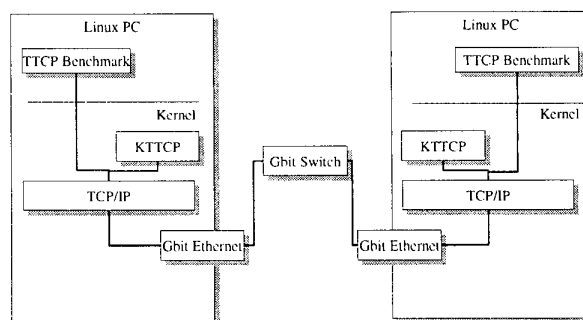 Linux PC
TTCP Benchmark
Kernel
KTTCP
TCP/IP
Gbit Ethernet
Gbit Switch
Linux PC
TTCP Benchmark
Kernel
KTTCP
TCP/IP
Gbit Ethernet